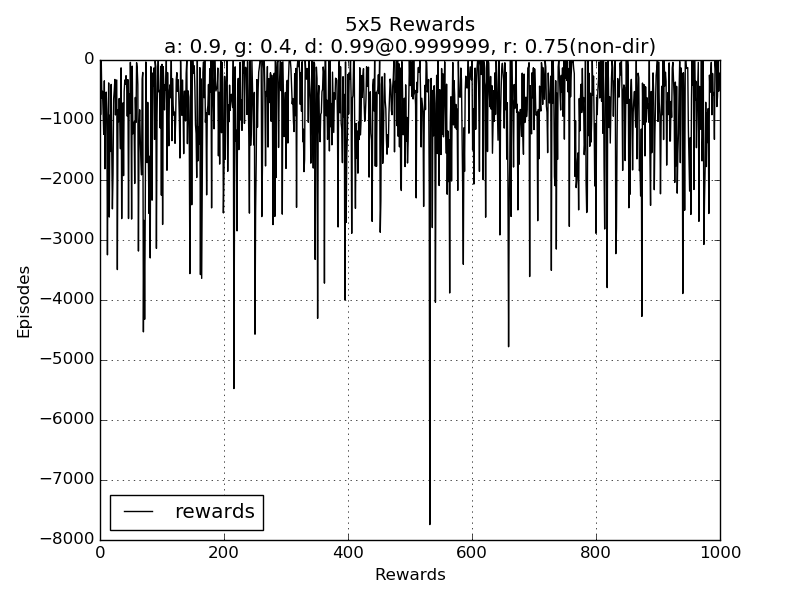 5x5 Rewards
a: 0.9, g: 0.4, d: 0.99@0.999999, r: 0.75(non-dir)
0
−1000
−2000
−3000
−4000
−5000
−6000
−7000
−8000
Episodes
rewards
0 200 400 600 800 1000
Rewards